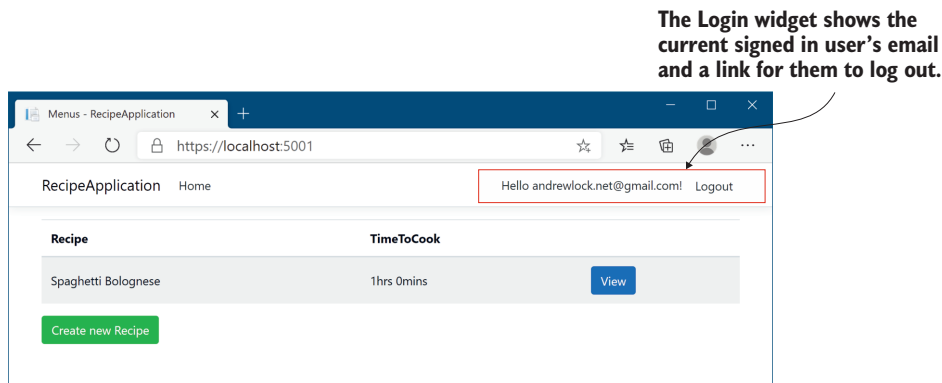 The Login widget shows the
current signed in user's email
and a link for them to log out.
Menus - RecipeApplication
https://localhost:5001
RecipeApplication Home Hello andrewlock.net@gmail.com! Logout
Recipe TimeToCook
Spaghetti Bolognese 1hrs 0mins View
Create new Recipe